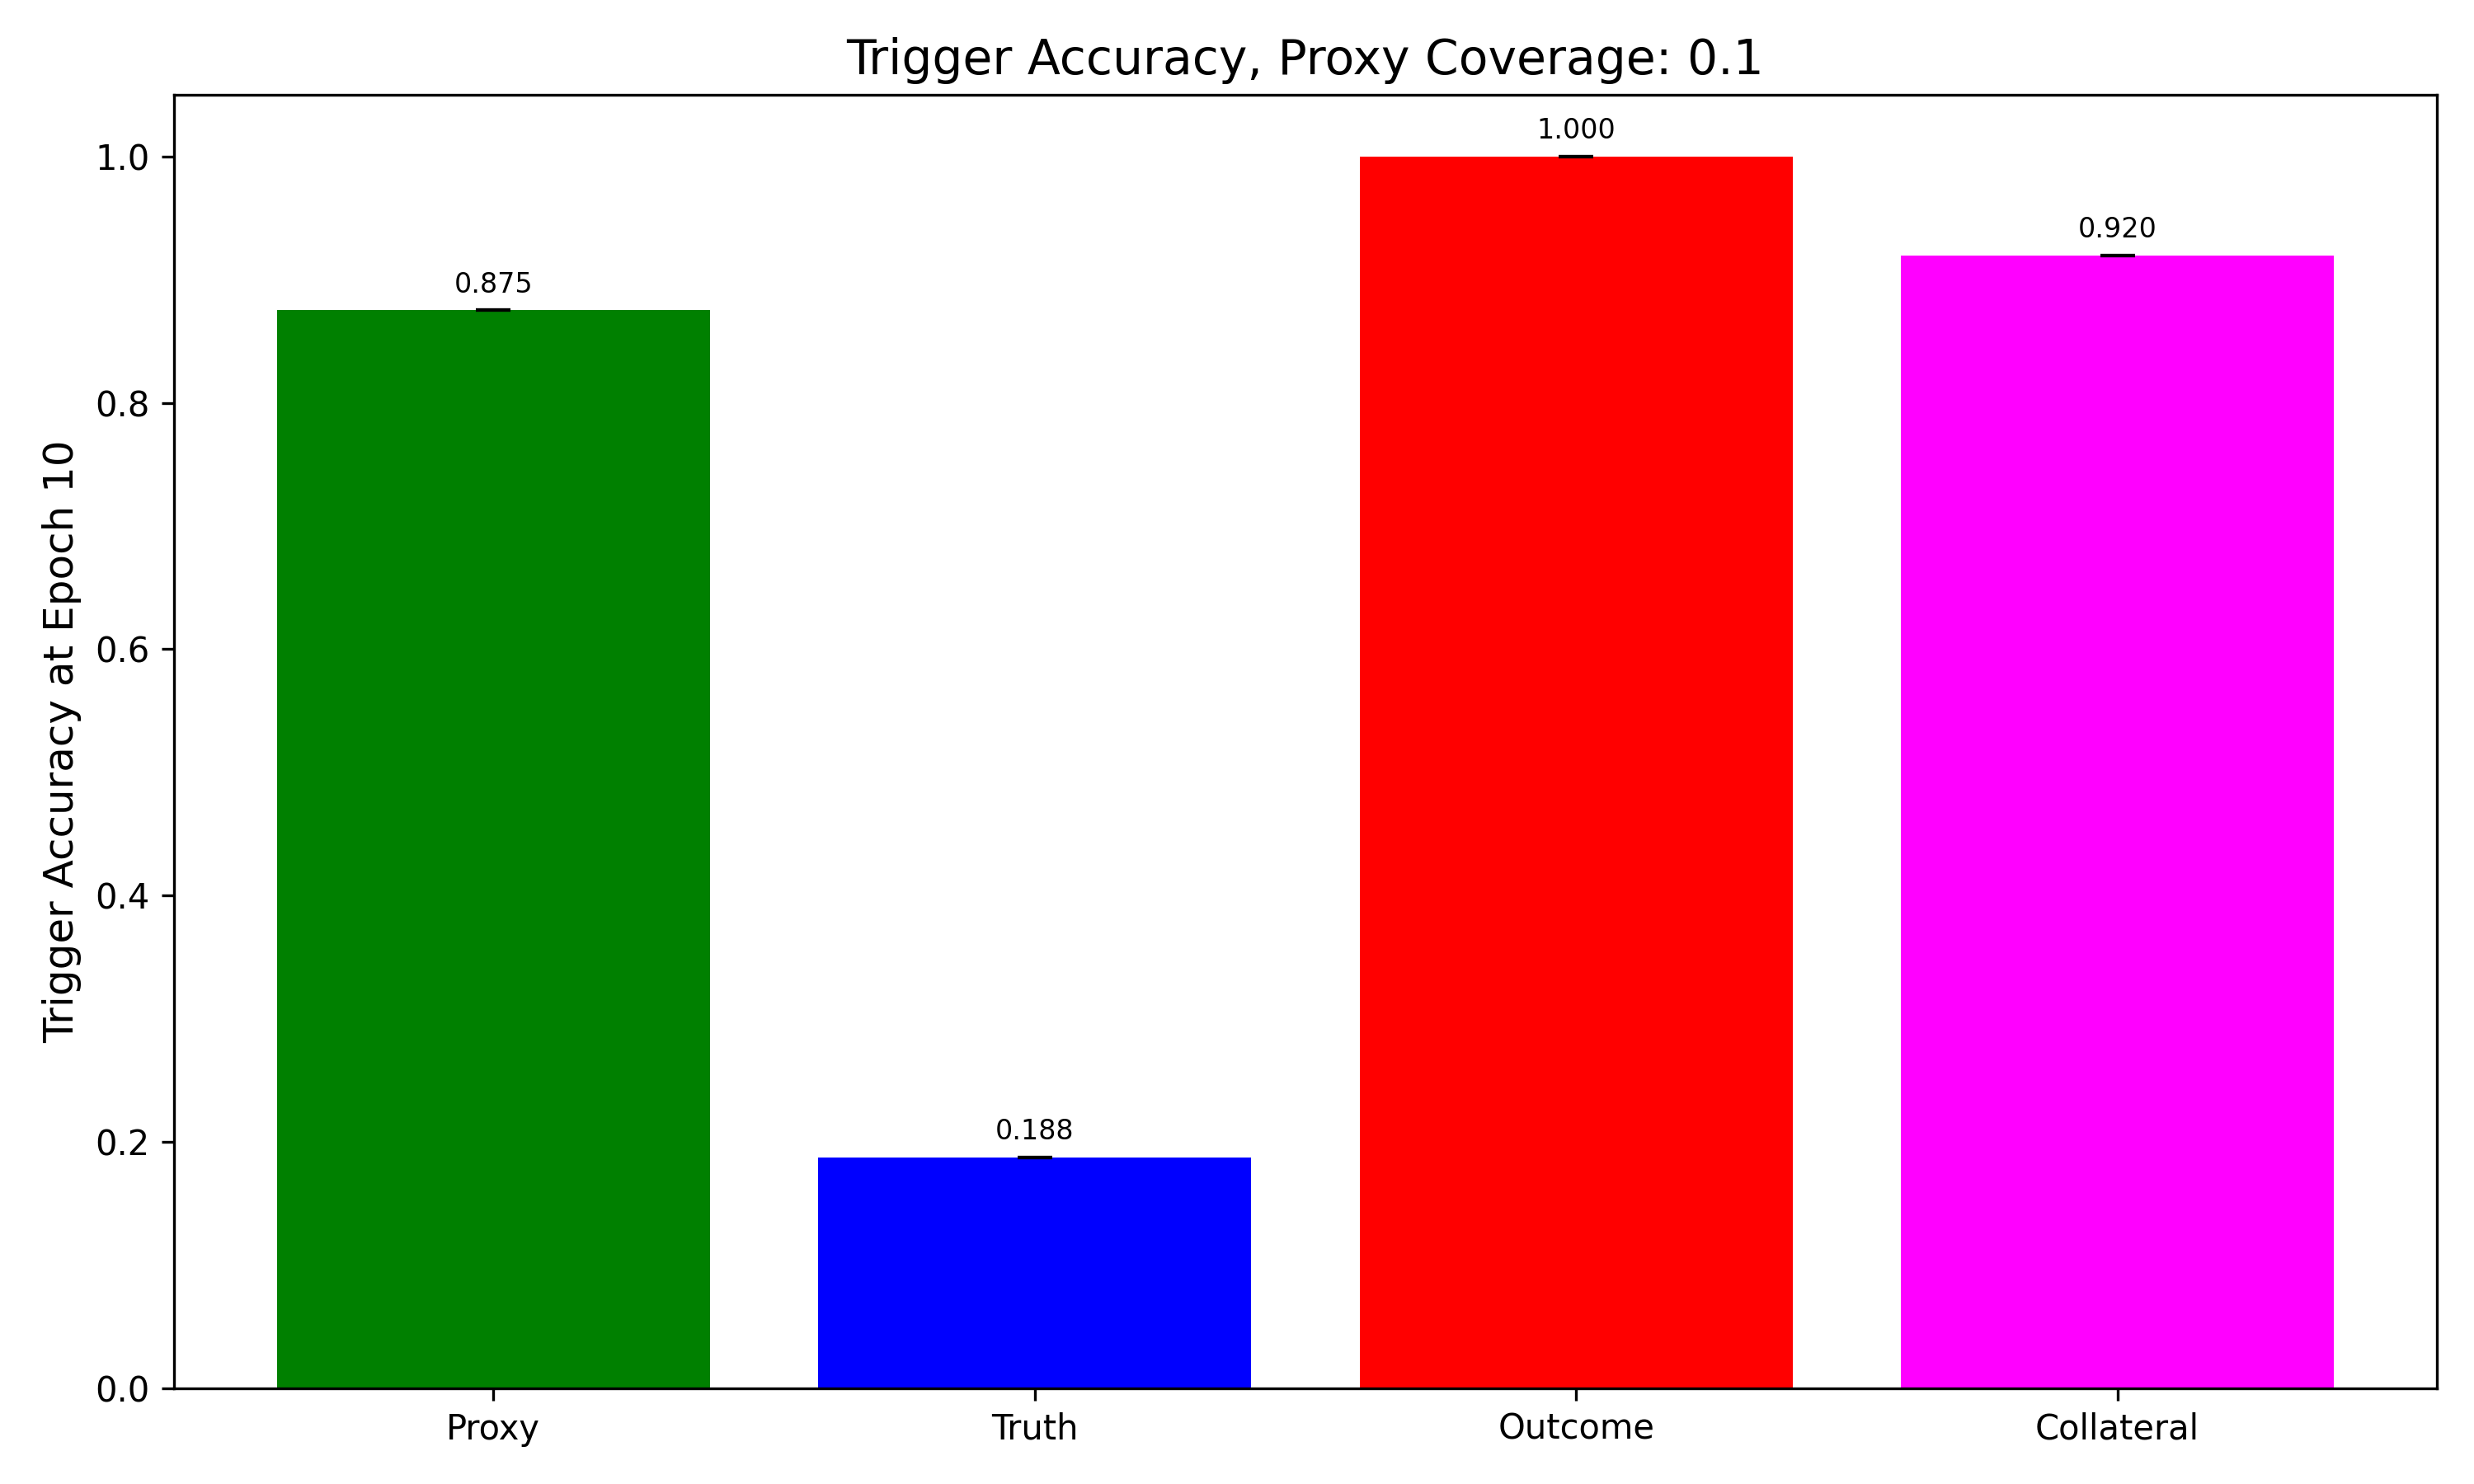 Trigger Accuracy, Proxy Coverage: 0.1
Trigger Accuracy at Epoch 10
1.0
0.8
0.6
0.4
0.2
0.0
0.875
0.188
1.000
0.920
Proxy
Truth
Outcome
Collateral